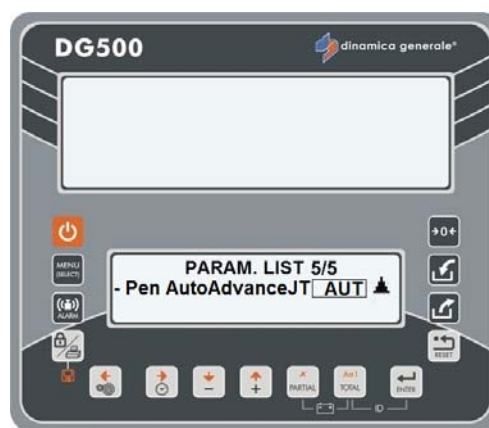 DG500
dinamica generale®
→0←
MENU
(SELECT)
PARAM. LIST 5/5
- Pen AutoAdvanceJT AUT
ALARM
RESET
PARTIAL
Aa1
TOTAL
ENTER
ID